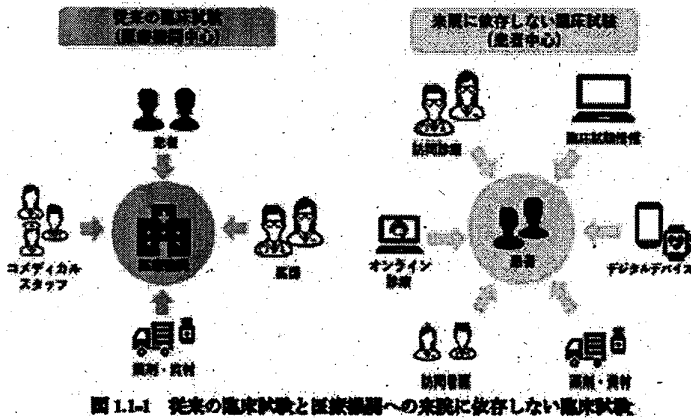 従来の臨床試験
(医療機関中心)
患者
コメディカル
スタッフ
医療機関
医師
薬剤・資材
来院に依存しない臨床試験
(患者中心)
訪問診療
臨床試験情報
オンライン
診療
患者
デジタルデバイス
訪問看護
薬剤・資材
図 1.1-1 従来の臨床試験と医療機関への来院に依存しない臨床試験